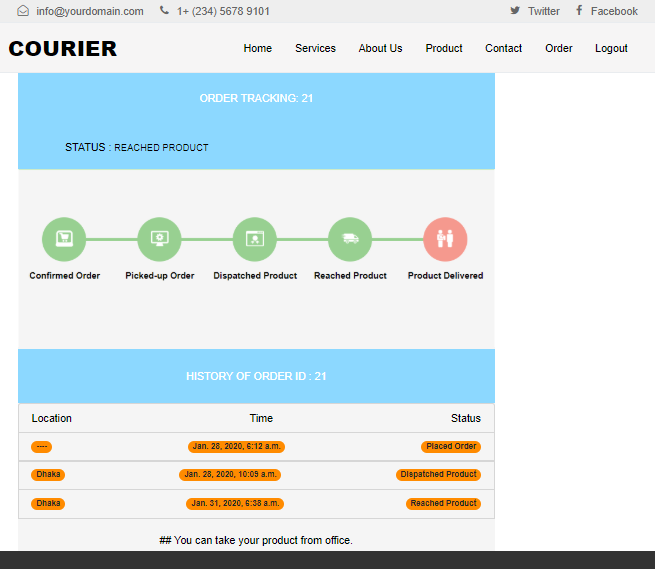 info@yourdomain.com 1+ (234) 5678 9101 Twitter Facebook
COURIER Home Services About Us Product Contact Order Logout
ORDER TRACKING: 21
STATUS : REACHED PRODUCT
Confirmed Order Picked-up Order Dispatched Product Reached Product Product Delivered
HISTORY OF ORDER ID : 21
Location Time Status
---- Jan. 28, 2020, 6:12 a.m. Placed Order
Dhaka Jan. 28, 2020, 10:05 a.m. Dispatched Product
Dhaka Jan. 31, 2020, 6:38 a.m. Reached Product
## You can take your product from office.